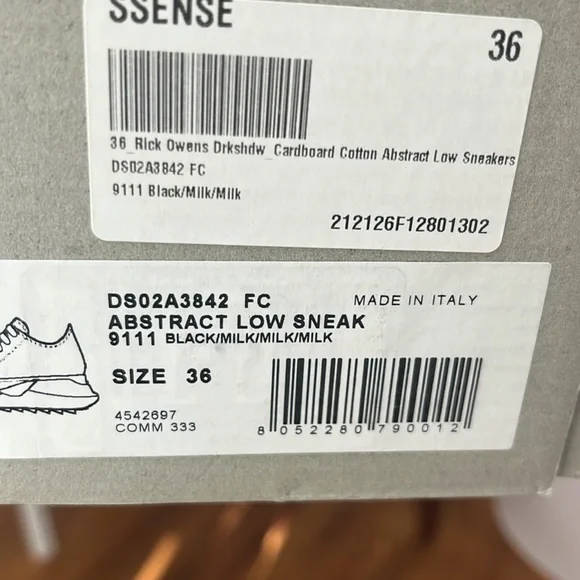 SSENSE
36
36_Rick Owens Drkshdw_Cardboard Cotton Abstract Low Sneakers
DS02A3842 FC
9111 Black/Milk/Milk
212126F12801302
DS02A3842 FC
MADE IN ITALY
ABSTRACT LOW SNEAK
9111 BLACK/MILK/MILK/MILK
SIZE 36
4542697
COMM 333
8 052280 790012